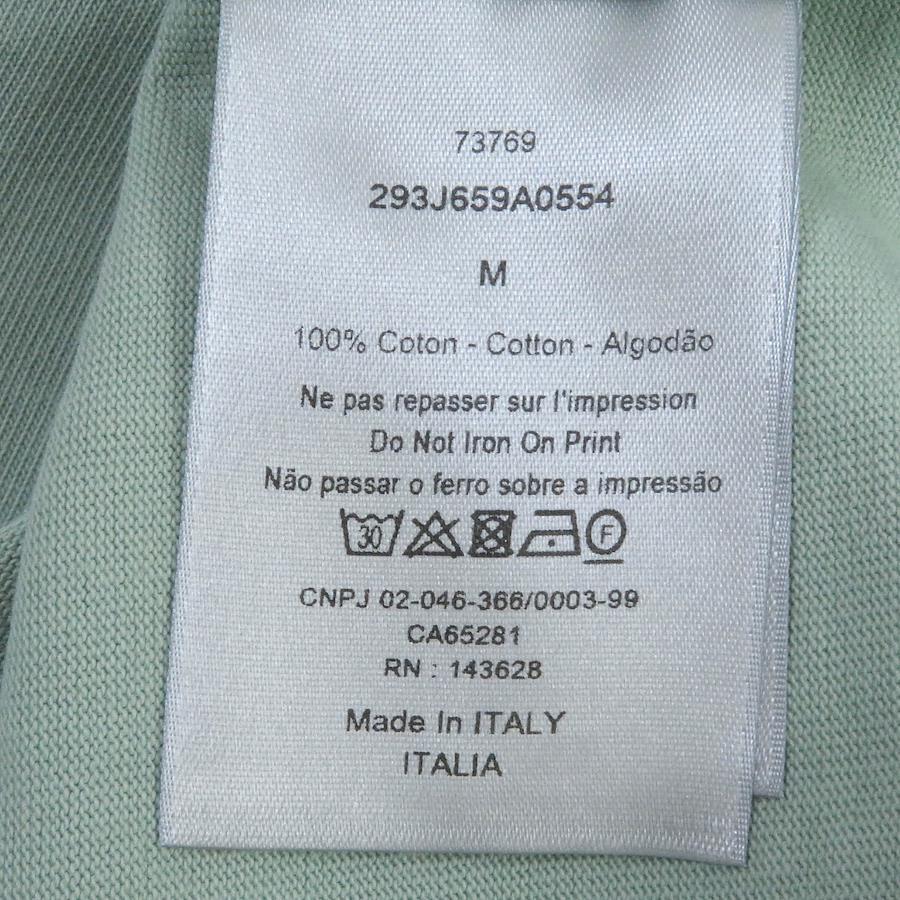 73769
293J659A0554
M
100% Coton - Cotton - Algodão
Ne pas repasser sur l'impression
Do Not Iron On Print
Não passar o ferro sobre a impressão
30 F
CNPJ 02-046-366/0003-99
CA65281
RN : 143628
Made In ITALY
ITALIA